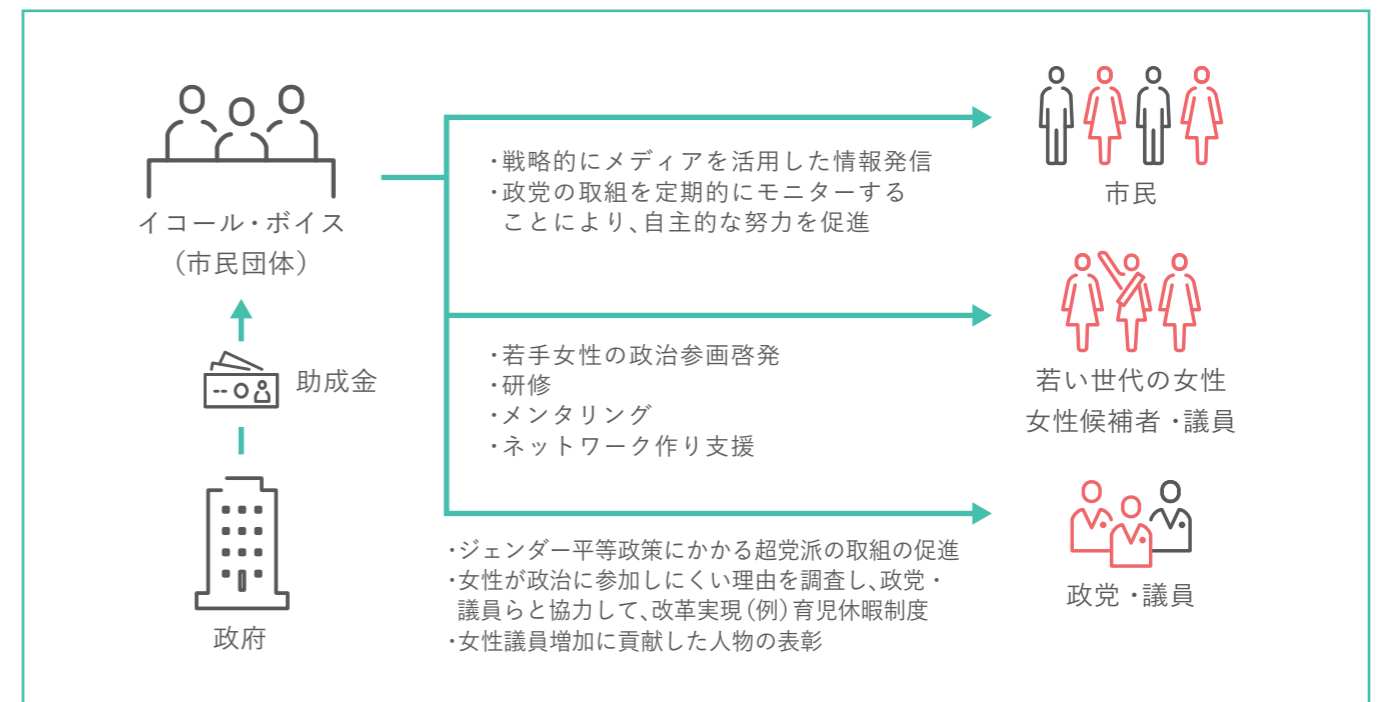 イコール・ボイス
(市民団体)
助成金
政府
・戦略的にメディアを活用した情報発信
・政党の取組を定期的にモニターする
ことにより、自主的な努力を促進
市民
・若手女性の政治参画啓発
・研修
・メンタリング
・ネットワーク作り支援
若い世代の女性
女性候補者・議員
・ジェンダー平等政策にかかる超党派の取組の促進
・女性が政治に参加しにくい理由を調査し、政党・
議員らと協力して、改革実現(例)育児休暇制度
・女性議員増加に貢献した人物の表彰
政党・議員